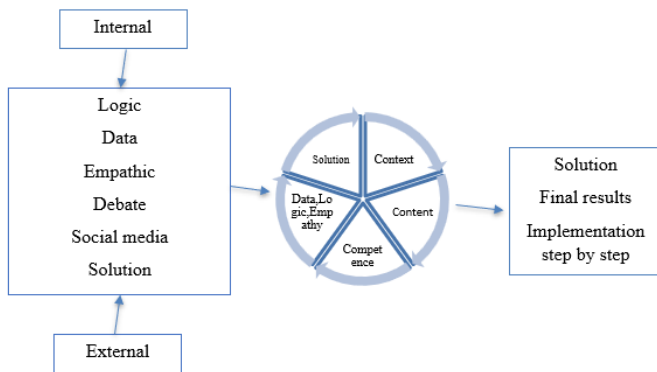 Internal
Logic
Data
Empathic
Debate
Social media
Solution
External
Solution
Context
Content
Compet
ence
Data,Lo
gic,Emp
athy
Solution
Final results
Implementation
step by step